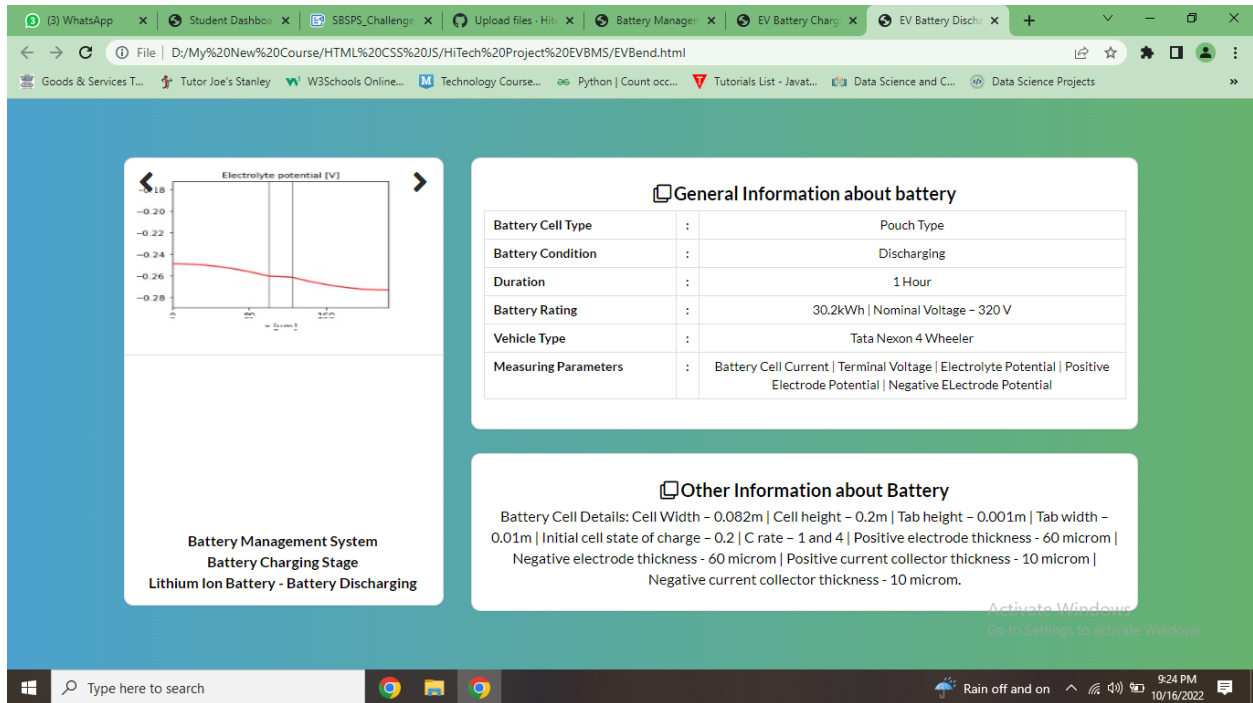 (3) WhatsApp
Student Dashboa
SBSPS_Challenge
Upload files · Hit
Battery Manager
EV Battery Charg
EV Battery Discha
File | D:/My%20New%20Course/HTML%20CSS%20JS/HiTech%20Project%20EVBMS/EVBend.html
Goods & Services T...
Tutor Joe's Stanley
W3Schools Online...
Technology Course...
Python | Count occ...
Tutorials List - Javat...
Data Science and C...
Data Science Projects
Electrolyte potential [V]
−0.20
−0.22
−0.24
−0.26
−0.28
Battery Management System
Battery Charging Stage
Lithium Ion Battery - Battery Discharging
General Information about battery
Battery Cell Type : Pouch Type
Battery Condition : Discharging
Duration : 1 Hour
Battery Rating : 30.2kWh | Nominal Voltage – 320 V
Vehicle Type : Tata Nexon 4 Wheeler
Measuring Parameters : Battery Cell Current | Terminal Voltage | Electrolyte Potential | Positive
Electrode Potential | Negative ELectrode Potential
Other Information about Battery
Battery Cell Details: Cell Width – 0.082m | Cell height – 0.2m | Tab height – 0.001m | Tab width –
0.01m | Initial cell state of charge – 0.2 | C rate – 1 and 4 | Positive electrode thickness - 60 microm |
Negative electrode thickness - 60 microm | Positive current collector thickness - 10 microm |
Negative current collector thickness - 10 microm.
Activate Windows
Go to Settings to activate Windows.
Type here to search
Rain off and on
9:24 PM
10/16/2022